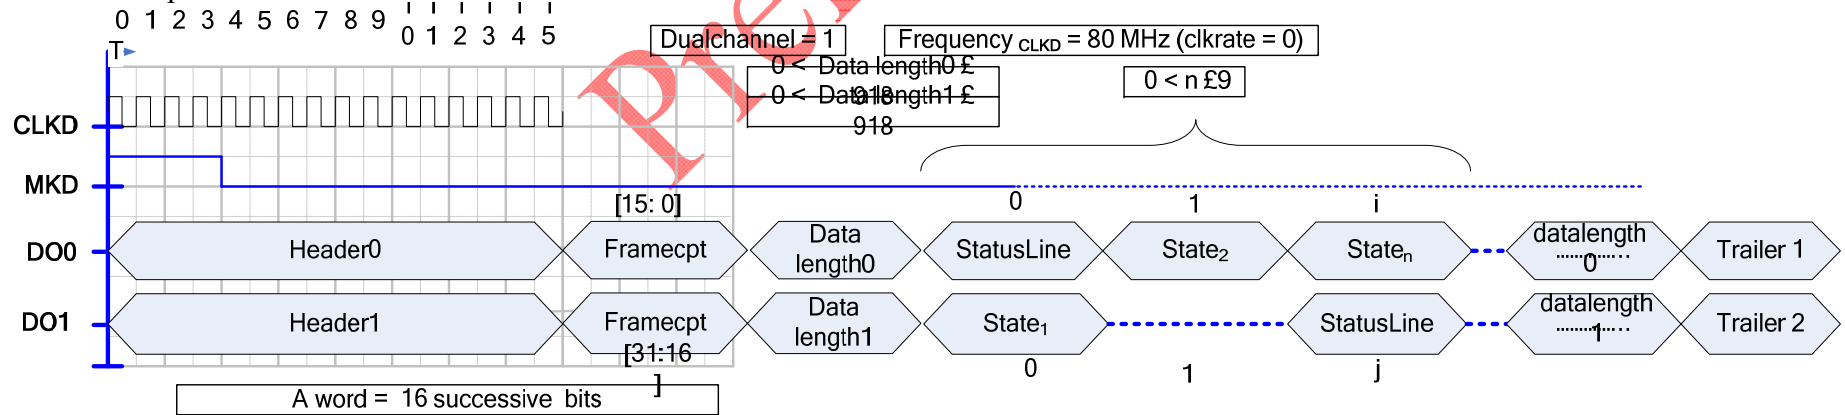 0 1 2 3 4 5 6 7 8 9 0 1 2 3 4 5
T
Dualchannel = 1
Frequency CLKD = 80 MHz (clkrate = 0)
0 < Data length0 £
918
0 < Data length1 £
918
0 < n £9
CLKD
MKD
[15: 0]
0 1 i
DO0
Header0
Framecpt
Data
length0
StatusLine
State2
Staten
datalength
0
Trailer 1
DO1
Header1
Framecpt
[31:16
]
Data
length1
State1
StatusLine
datalength
1
Trailer 2
0 1 j
A word = 16 successive bits
Pre